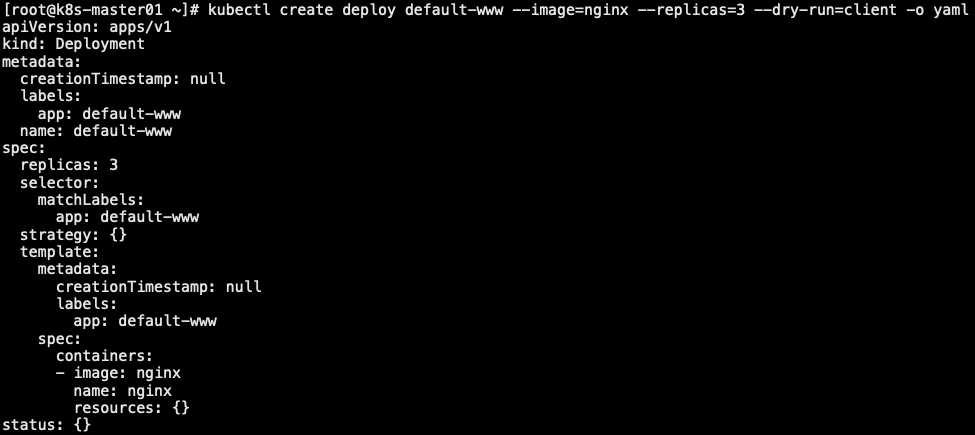 [root@k8s-master01 ~]# kubectl create deploy default-www --image=nginx --replicas=3 --dry-run=client -o yaml
apiVersion: apps/v1
kind: Deployment
metadata:
  creationTimestamp: null
  labels:
    app: default-www
  name: default-www
spec:
  replicas: 3
  selector:
    matchLabels:
      app: default-www
  strategy: {}
  template:
    metadata:
      creationTimestamp: null
      labels:
        app: default-www
    spec:
      containers:
      - image: nginx
        name: nginx
        resources: {}
status: {}